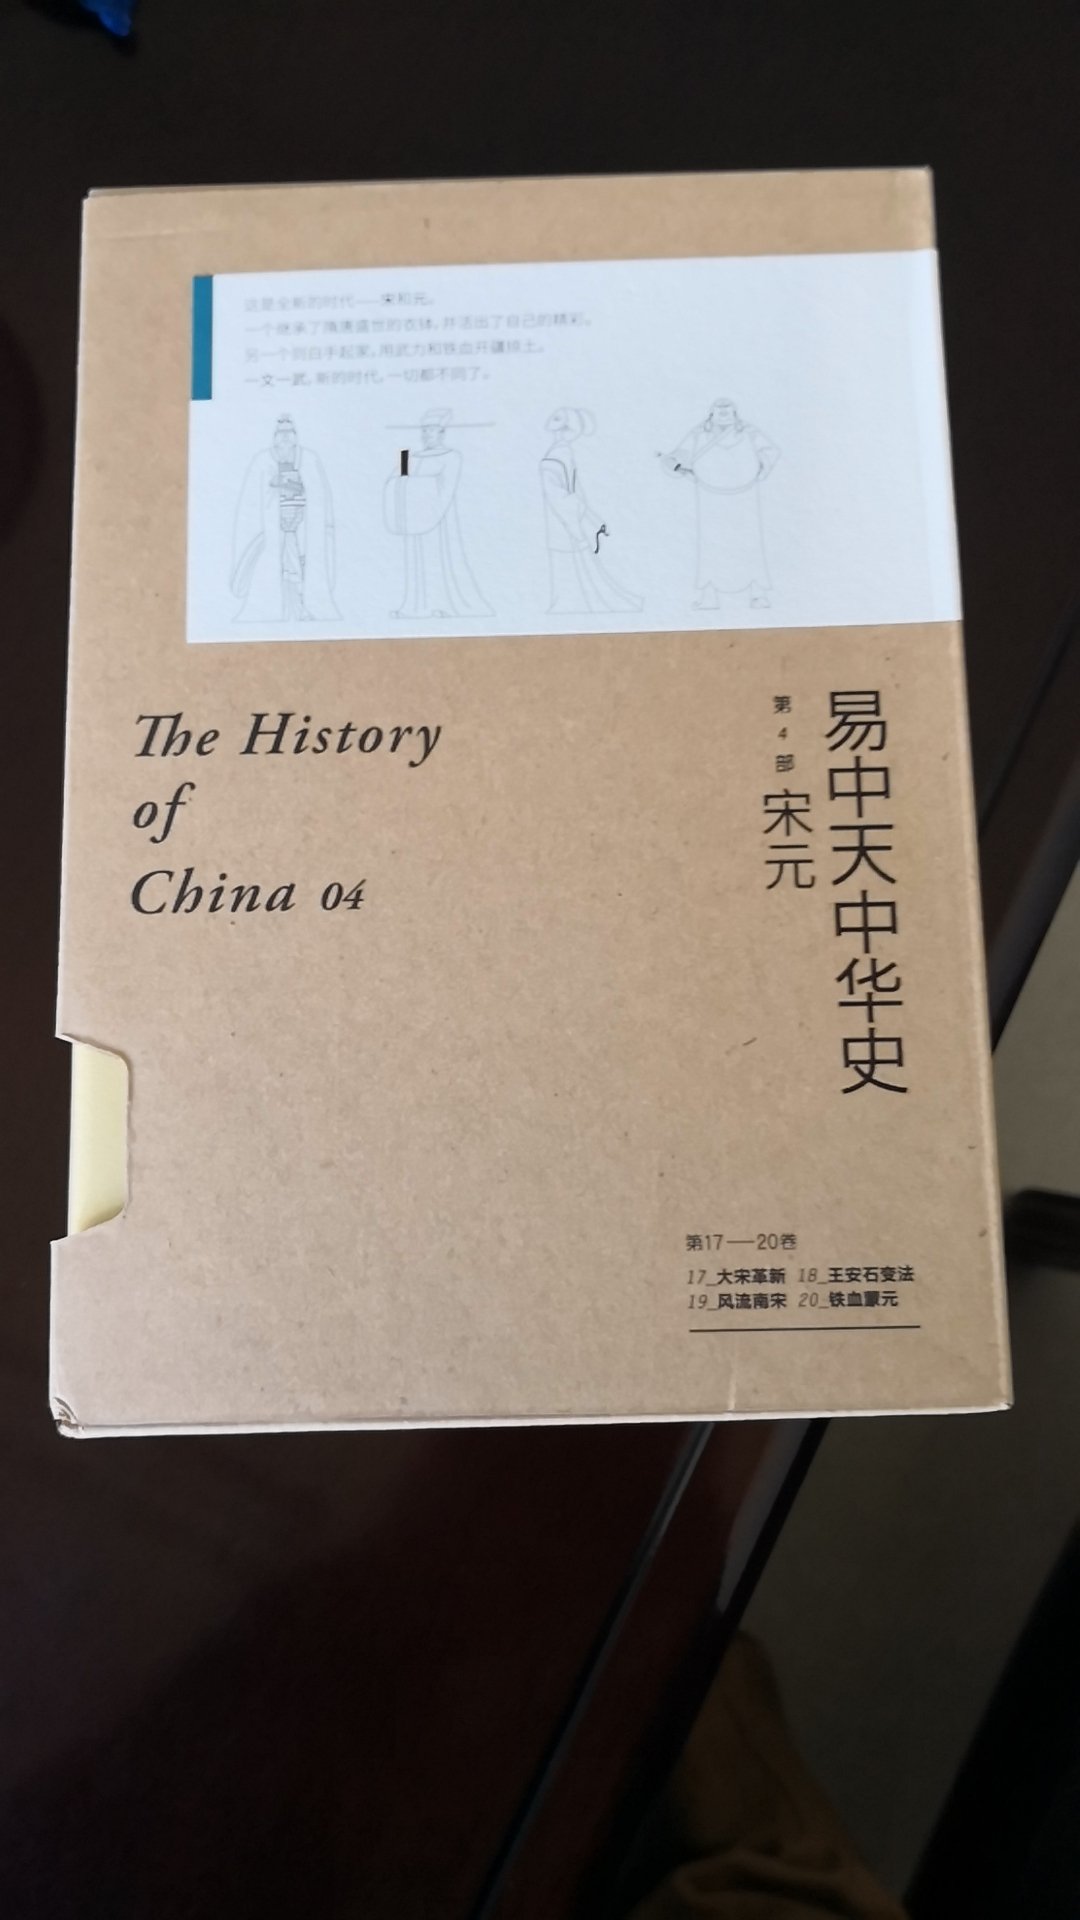 这是全新的时代——宋和元。
一个继承了隋唐盛世的衣钵，并活出了自己的精彩。
另一个则白手起家，用武力和铁血开疆掠土。
一文一武，新的时代，一切都不同了。
The History
of
China 04
易中天中华史
第4部
宋元
第17——20卷
17_大宋革新 18_王安石变法
19_风流南宋 20_铁血蒙元